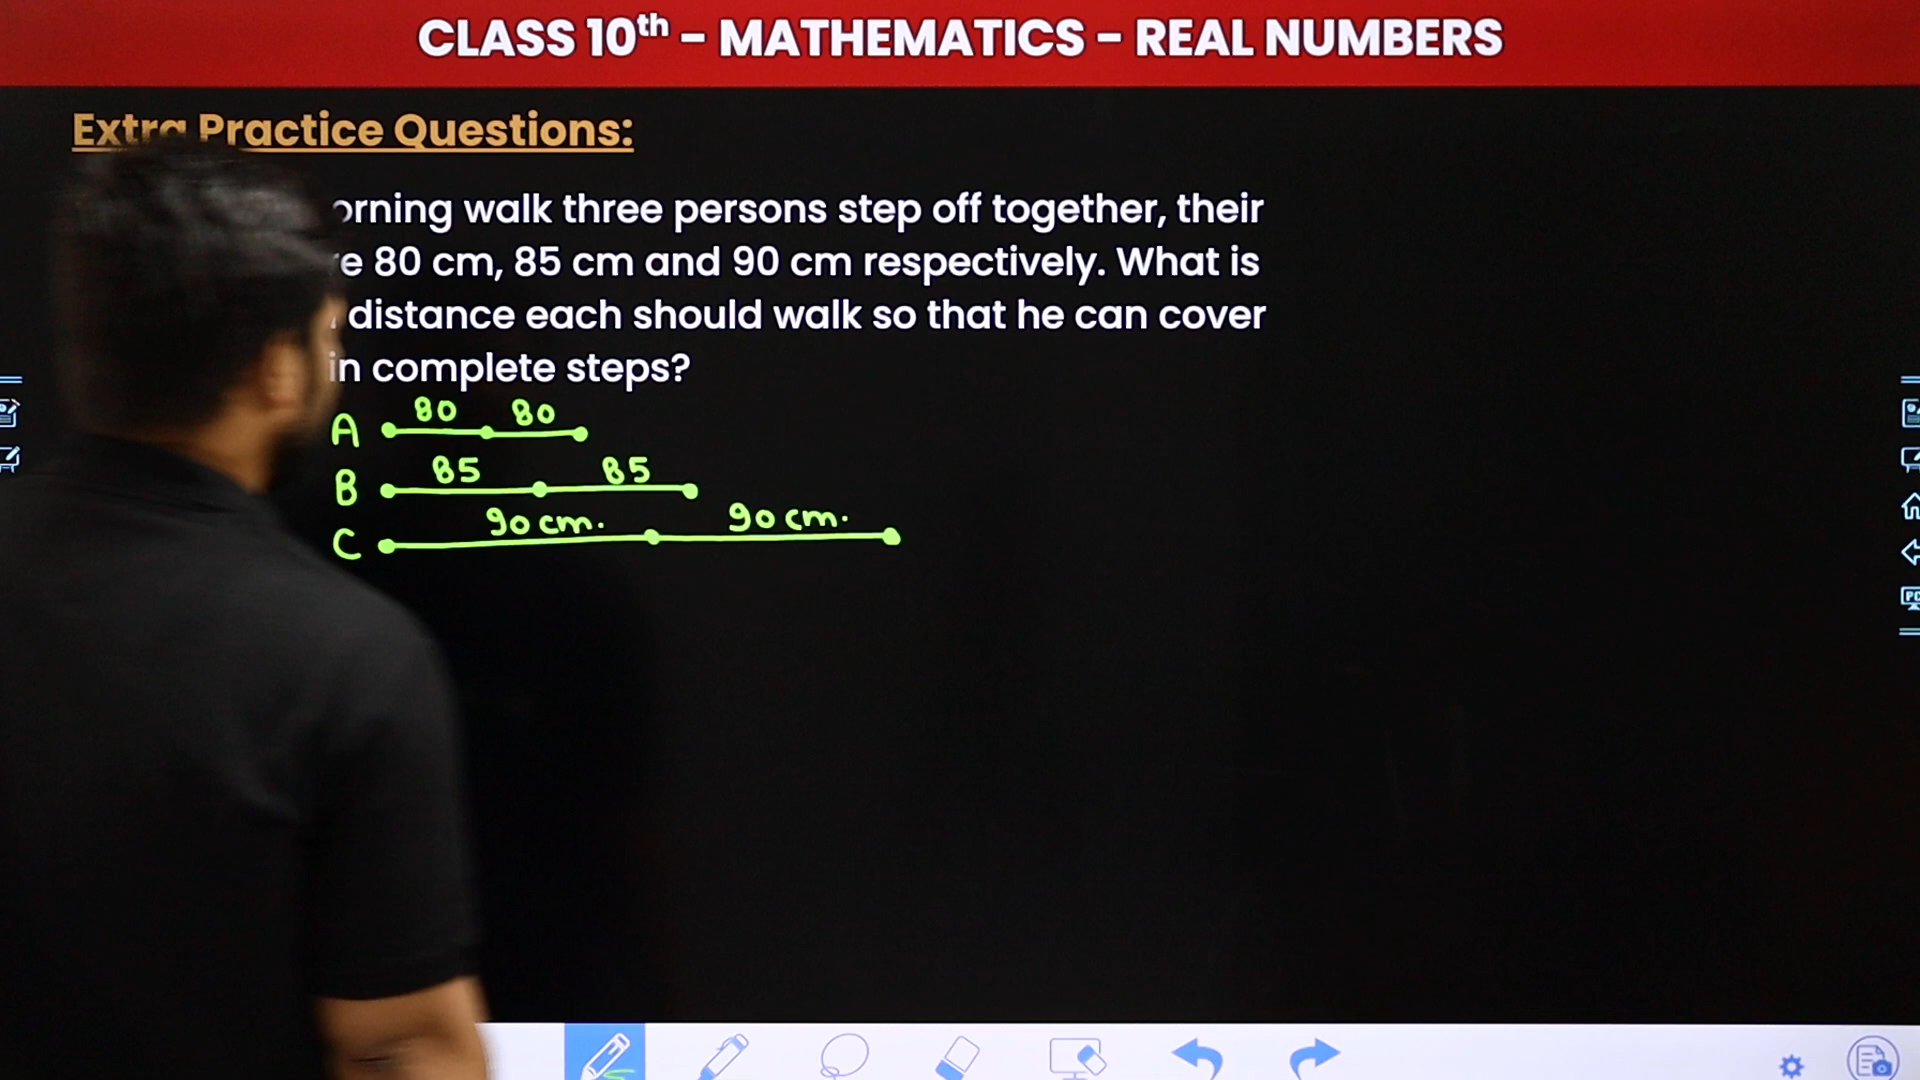 CLASS 10th - MATHEMATICS - REAL NUMBERS
Extra Practice Questions:
walk three persons step off together, their
80 cm, 85 cm and 90 cm respectively. What is
distance each should walk so that he can cover
in complete steps?
80 80
A
85 85
B
90 cm. 90 cm.
C